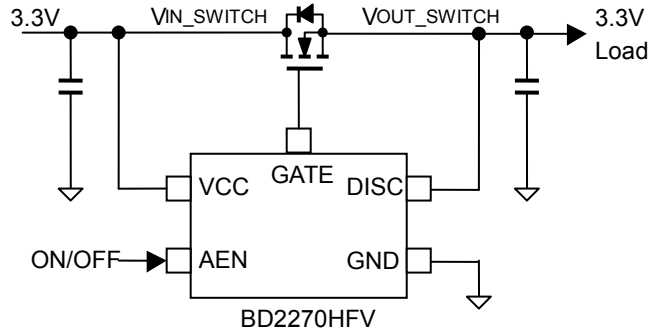 3.3V
VIN_SWITCH
VOUT_SWITCH
3.3V
Load
GATE
VCC
DISC
ON/OFF
AEN
GND
BD2270HFV